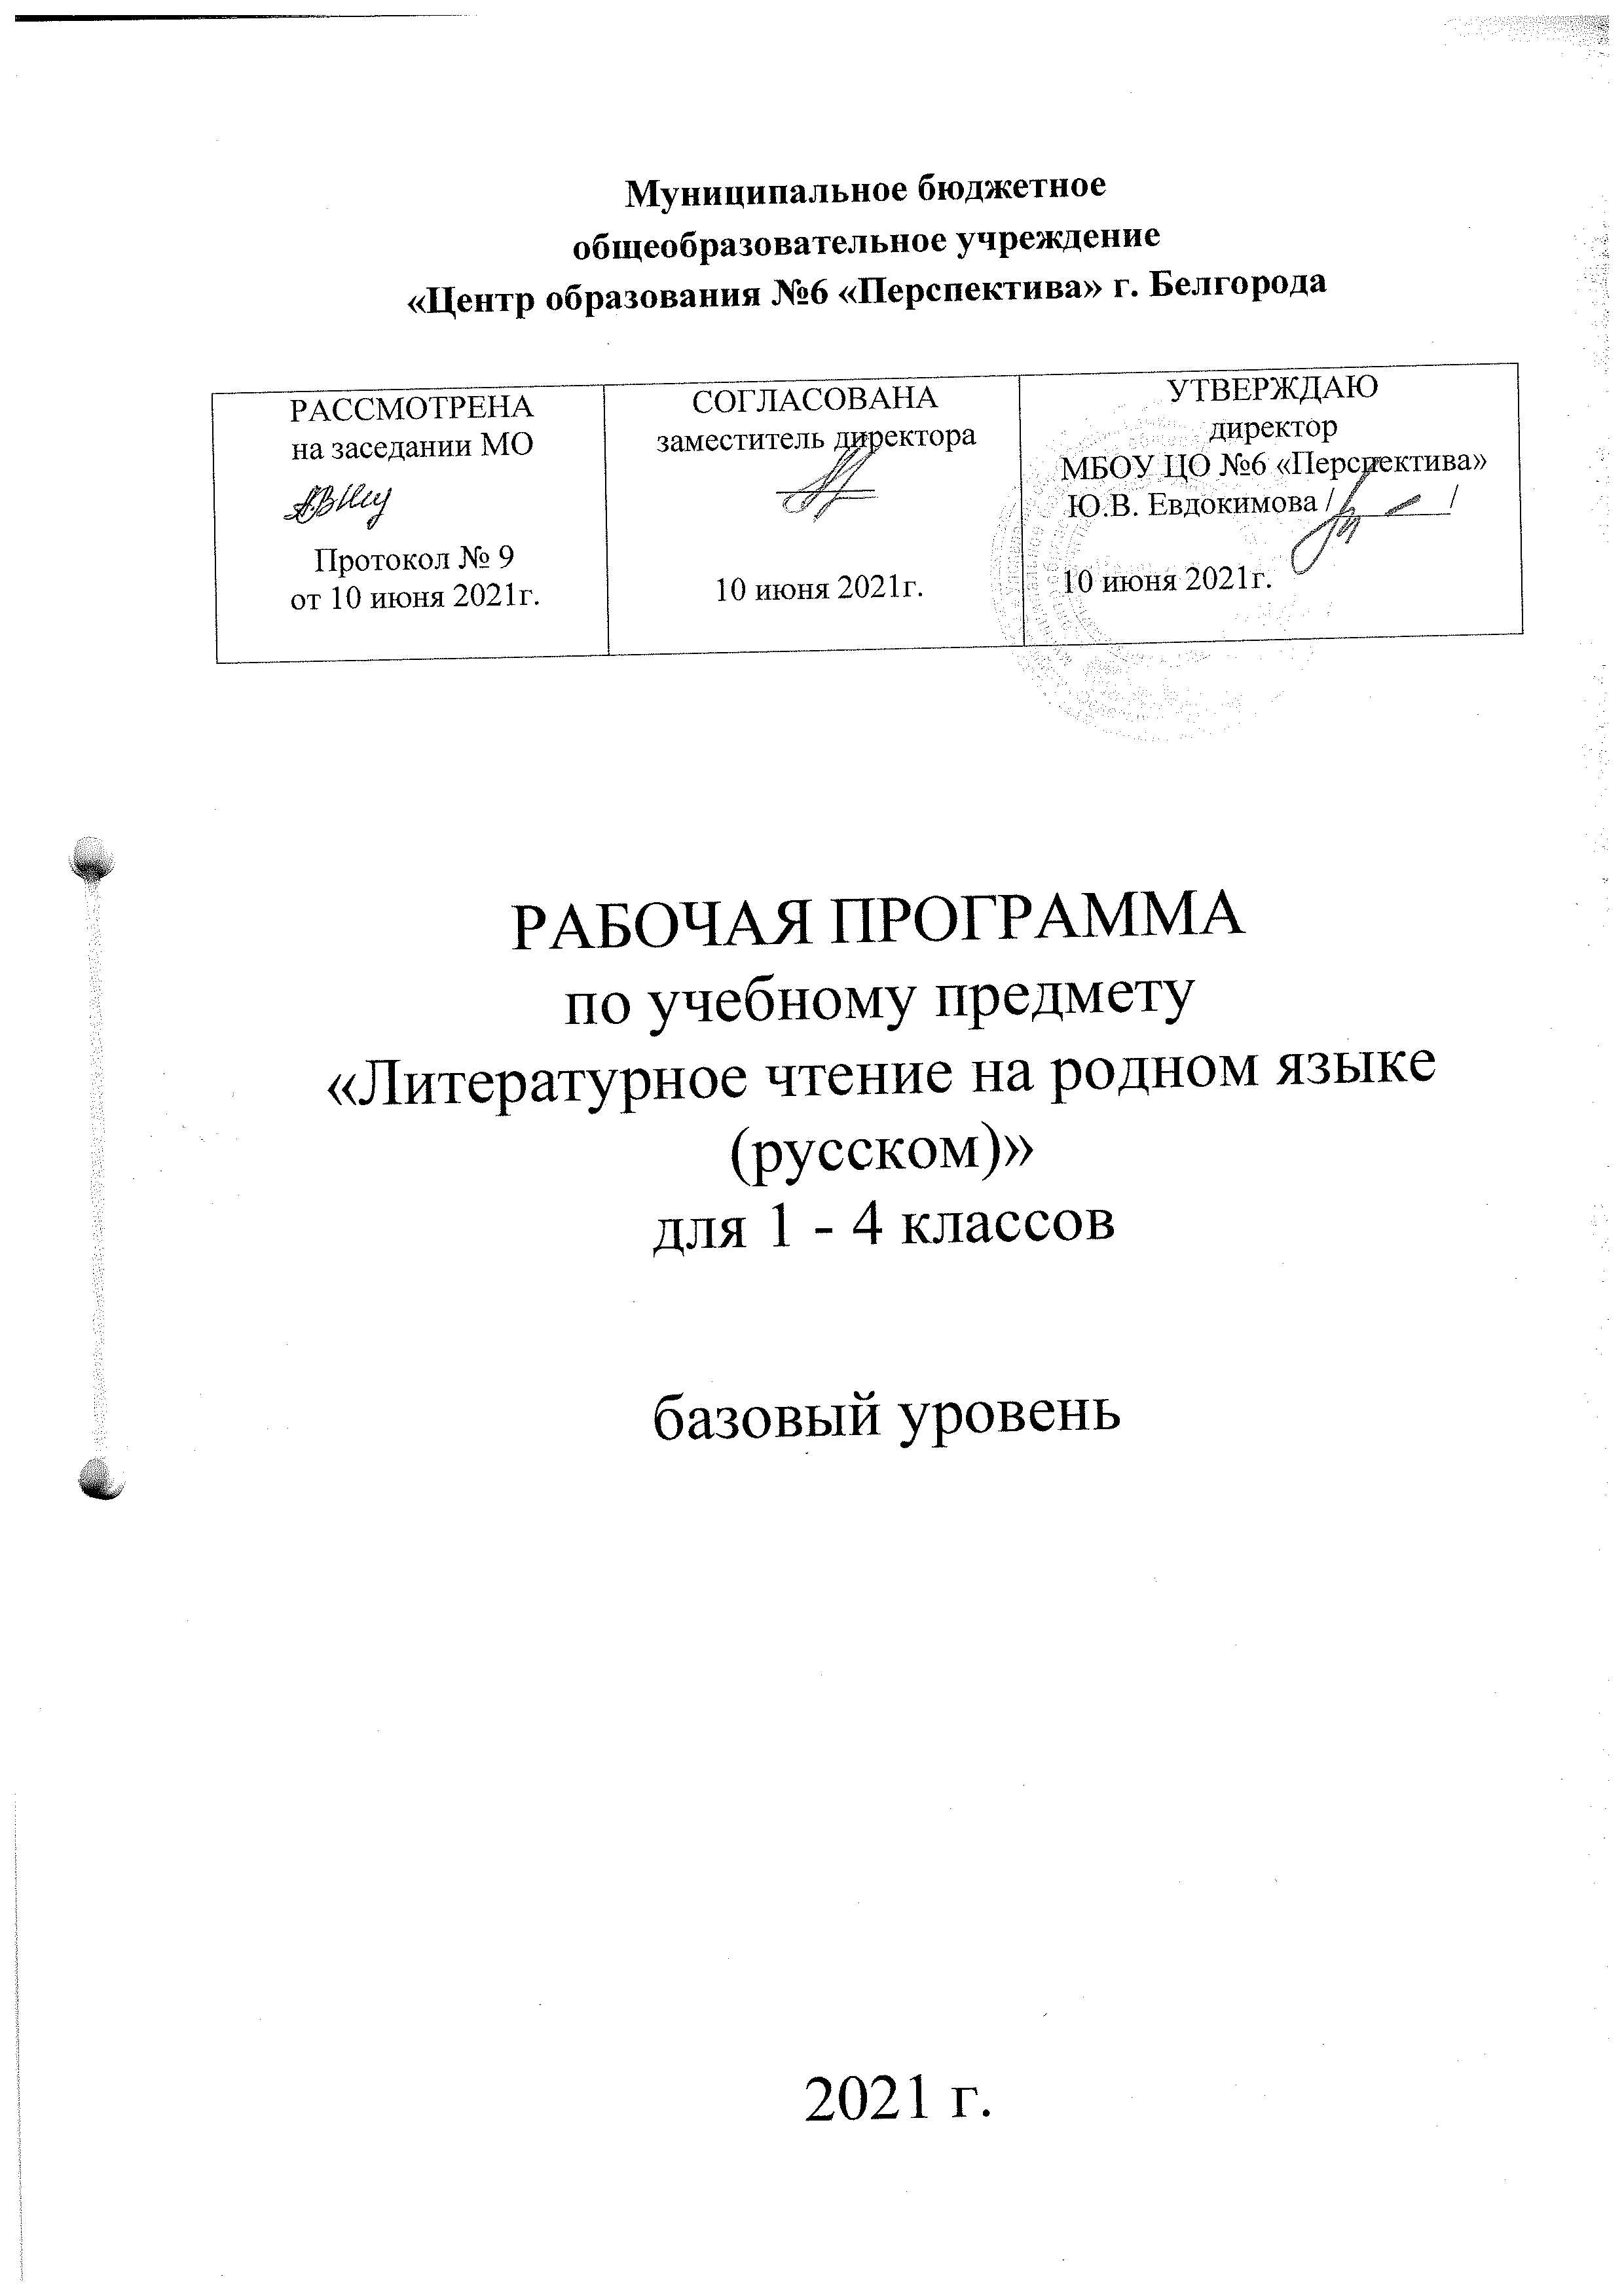 Муниципальное бюджетное
общеобразовательное учреждение
«Центр образования №6 «Перспектива» г. Белгорода
РАССМОТРЕНА
на заседании МО
Протокол № 9
от 10 июня 2021г.
СОГЛАСОВАНА
заместитель директора
10 июня 2021г.
УТВЕРЖДАЮ
директор
МБОУ ЦО №6 «Перспектива»
Ю.В. Евдокимова /________/
10 июня 2021г.
РАБОЧАЯ ПРОГРАММА
по учебному предмету
«Литературное чтение на родном языке
(русском)»
для 1 - 4 классов
базовый уровень
2021 г.